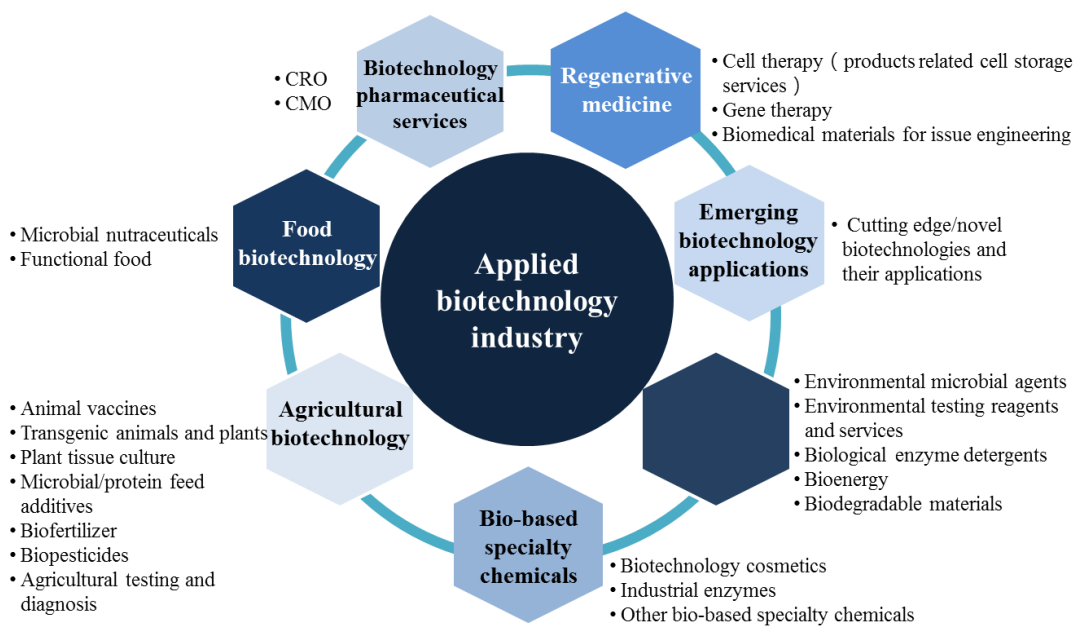 Biotechnology
pharmaceutical
services
• CRO
• CMO
Regenerative
medicine
• Cell therapy ( products related cell storage
services )
• Gene therapy
• Biomedical materials for issue engineering
Emerging
biotechnology
applications
• Cutting edge/novel
biotechnologies and
their applications
Food
biotechnology
• Microbial nutraceuticals
• Functional food
Applied
biotechnology
industry
• Environmental microbial agents
• Environmental testing reagents
and services
• Biological enzyme detergents
• Bioenergy
• Biodegradable materials
Agricultural
biotechnology
• Animal vaccines
• Transgenic animals and plants
• Plant tissue culture
• Microbial/protein feed
additives
• Biofertilizer
• Biopesticides
• Agricultural testing and
diagnosis
Bio-based
specialty
chemicals
• Biotechnology cosmetics
• Industrial enzymes
• Other bio-based specialty chemicals